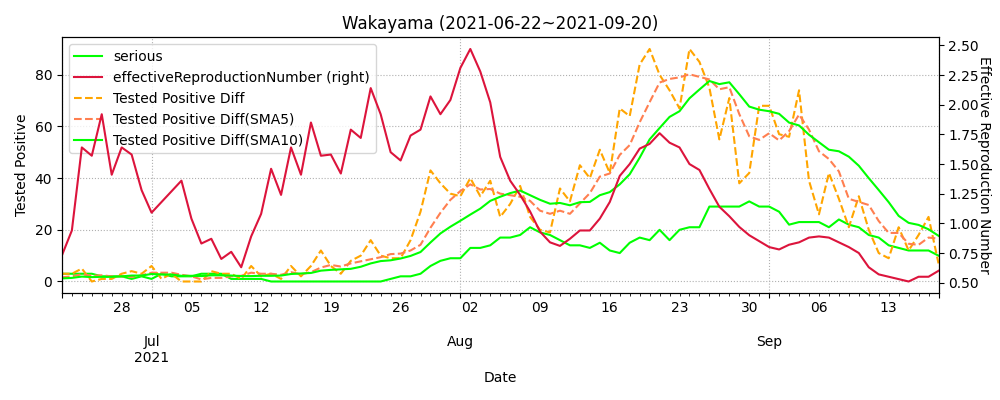 Wakayama (2021-06-22~2021-09-20)
serious
effectiveReproductionNumber (right)
Tested Positive Diff
Tested Positive Diff(SMA5)
Tested Positive Diff(SMA10)
Tested Positive
80
60
40
20
0
2.50
2.25
2.00
1.75
1.50
1.25
1.00
0.75
0.50
Effective Reproduction Number
28 05 12 19 26 02 09 16 23 30 06 13
Jul Aug Sep
2021
Date